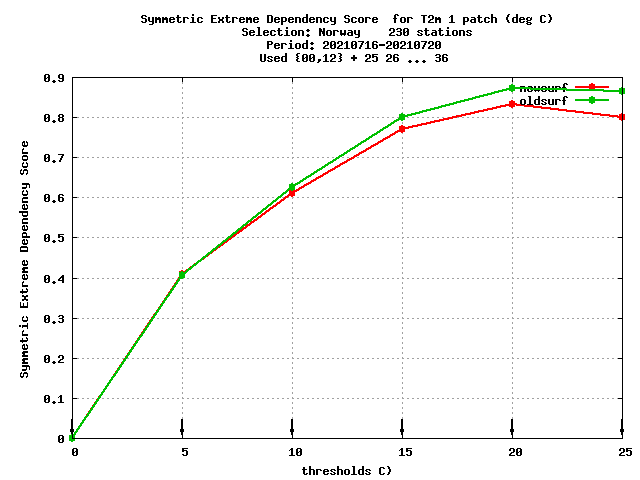 Symmetric Extreme Dependency Score for T2m 1 patch (deg C)
Selection: Norway 230 stations
Period: 20210716-20210720
Used {00,12} + 25 26 ... 36
0.9
newsurf
oldsurf
0.8
0.7
0.6
0.5
0.4
0.3
0.2
0.1
0
Symmetric Extreme Dependency Score
0 5 10 15 20 25
thresholds C)